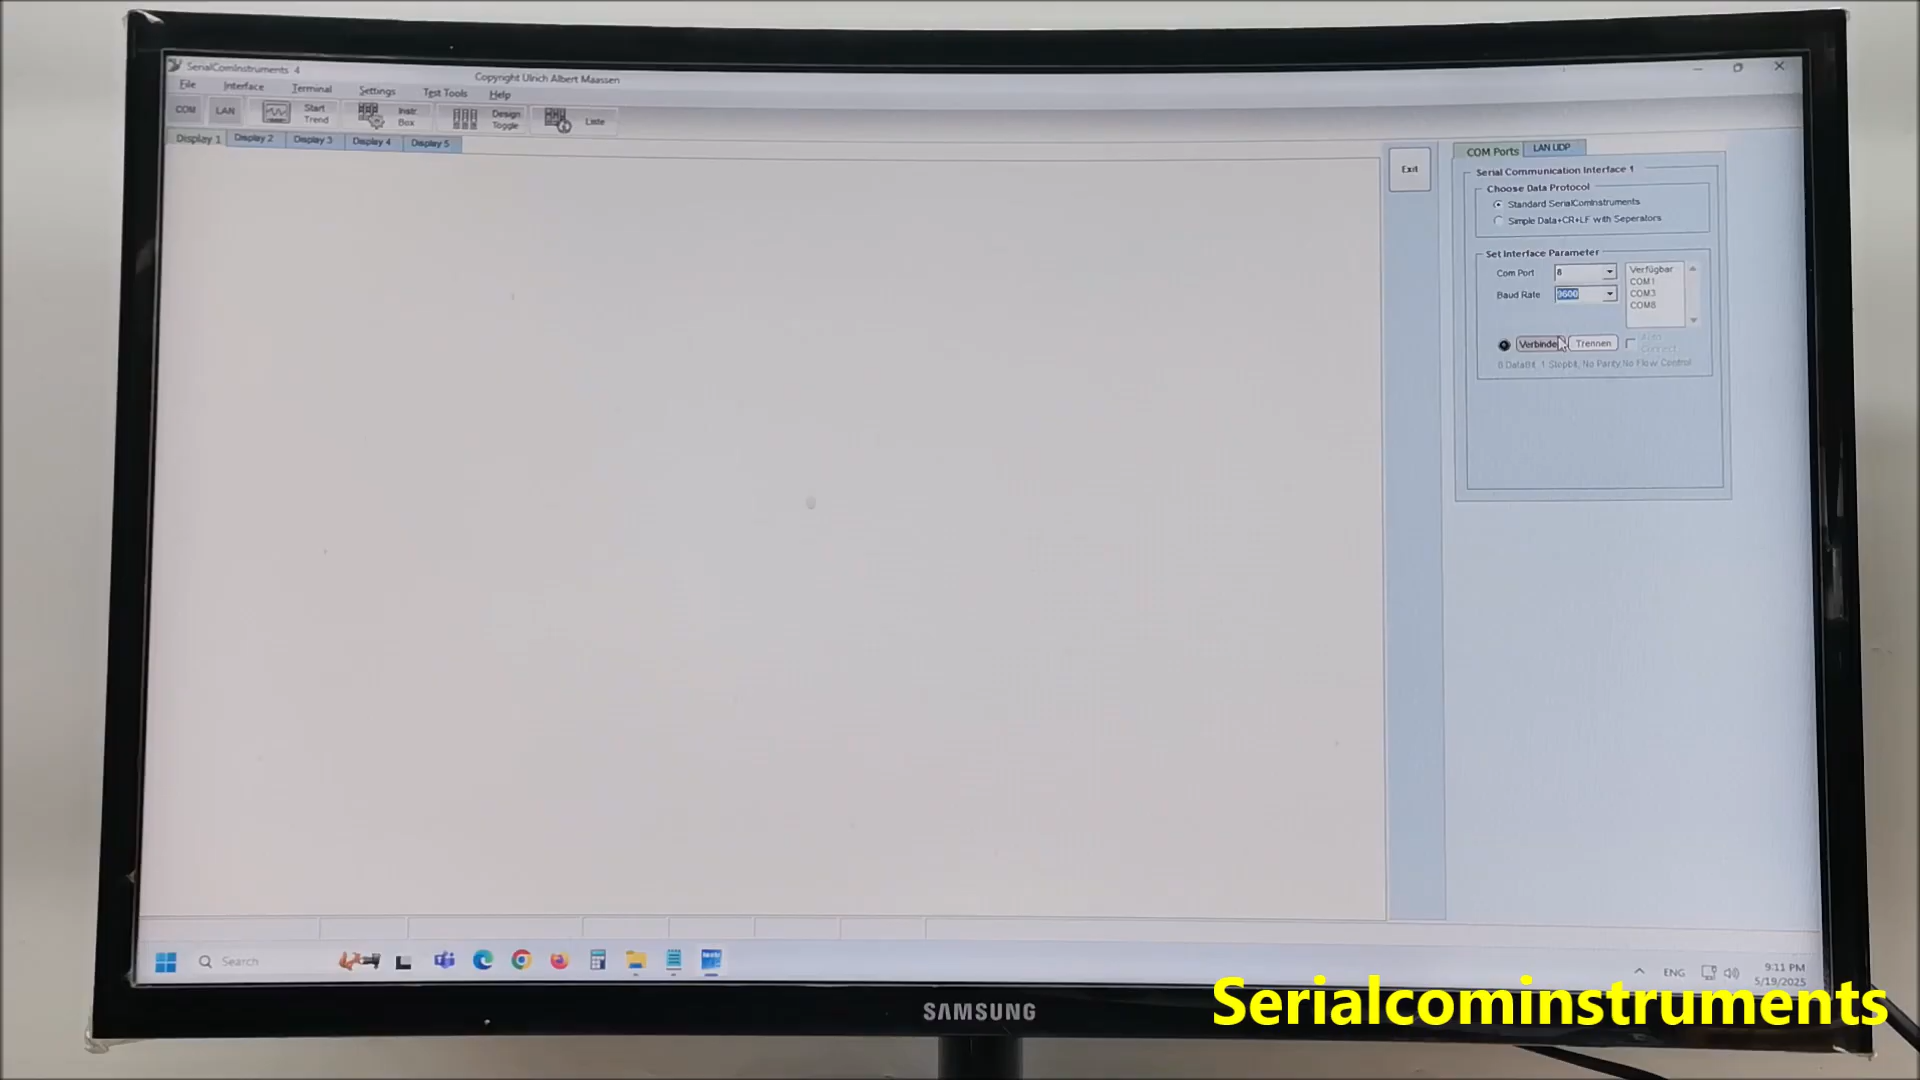 SerialComInstruments 4
Copyright Ulrich Albert Maassen
File Interface Terminal Settings Test Tools Help
COM LAN Start Trend Instr Box Design Toggle Liste
Display 1 Display 2 Display 3 Display 4 Display 5
Exit
COM Ports LAN UDP
Serial Communication Interface 1
Choose Data Protocol
Standard SerialComInstruments
Simple Data+CR+LF with Seperators
Set Interface Parameter
Com Port 8
Baud Rate 9600
Verfügbar
COM1
COM3
COM8
Verbinde Trennen
8 DataBit, 1 Stopbit, No Parity, No Flow Control
Search
ENG
9:11 PM
5/19/2025
SAMSUNG
Serialcominstruments